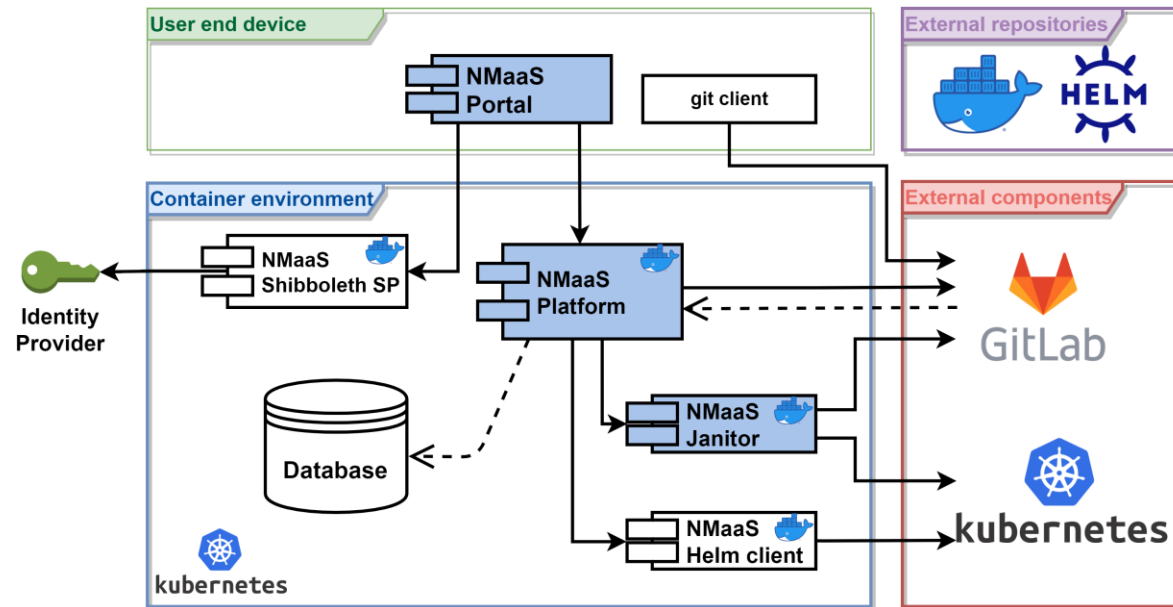 User end device
External repositories
NMaaS
Portal
git client
HELM
Container environment
External components
NMaaS
Shibboleth SP
NMaaS
Platform
Identity
Provider
GitLab
NMaaS
Janitor
Database
NMaaS
Helm client
kubernetes
kubernetes